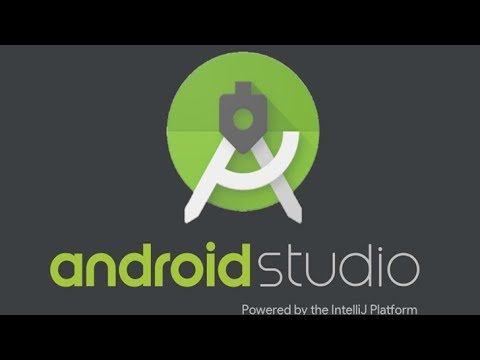 android studio
Powered by the IntelliJ Platform